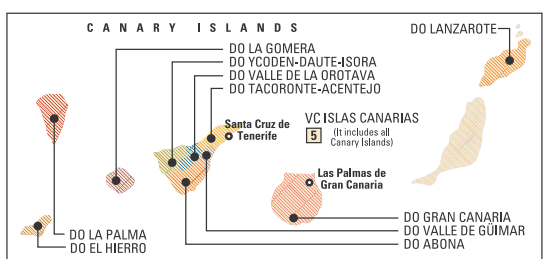 CANARY ISLANDS
DO LANZAROTE
DO LA GOMERA
DO YCODEN-DAUTE-ISORA
DO VALLE DE LA OROTAVA
DO TACORONTE-ACENTEJO
Santa Cruz de
Tenerife
VC ISLAS CANARIAS
5
(It includes all
Canary Islands)
Las Palmas de
Gran Canaria
DO LA PALMA
DO EL HIERRO
DO GRAN CANARIA
DO VALLE DE GÜIMAR
DO ABONA